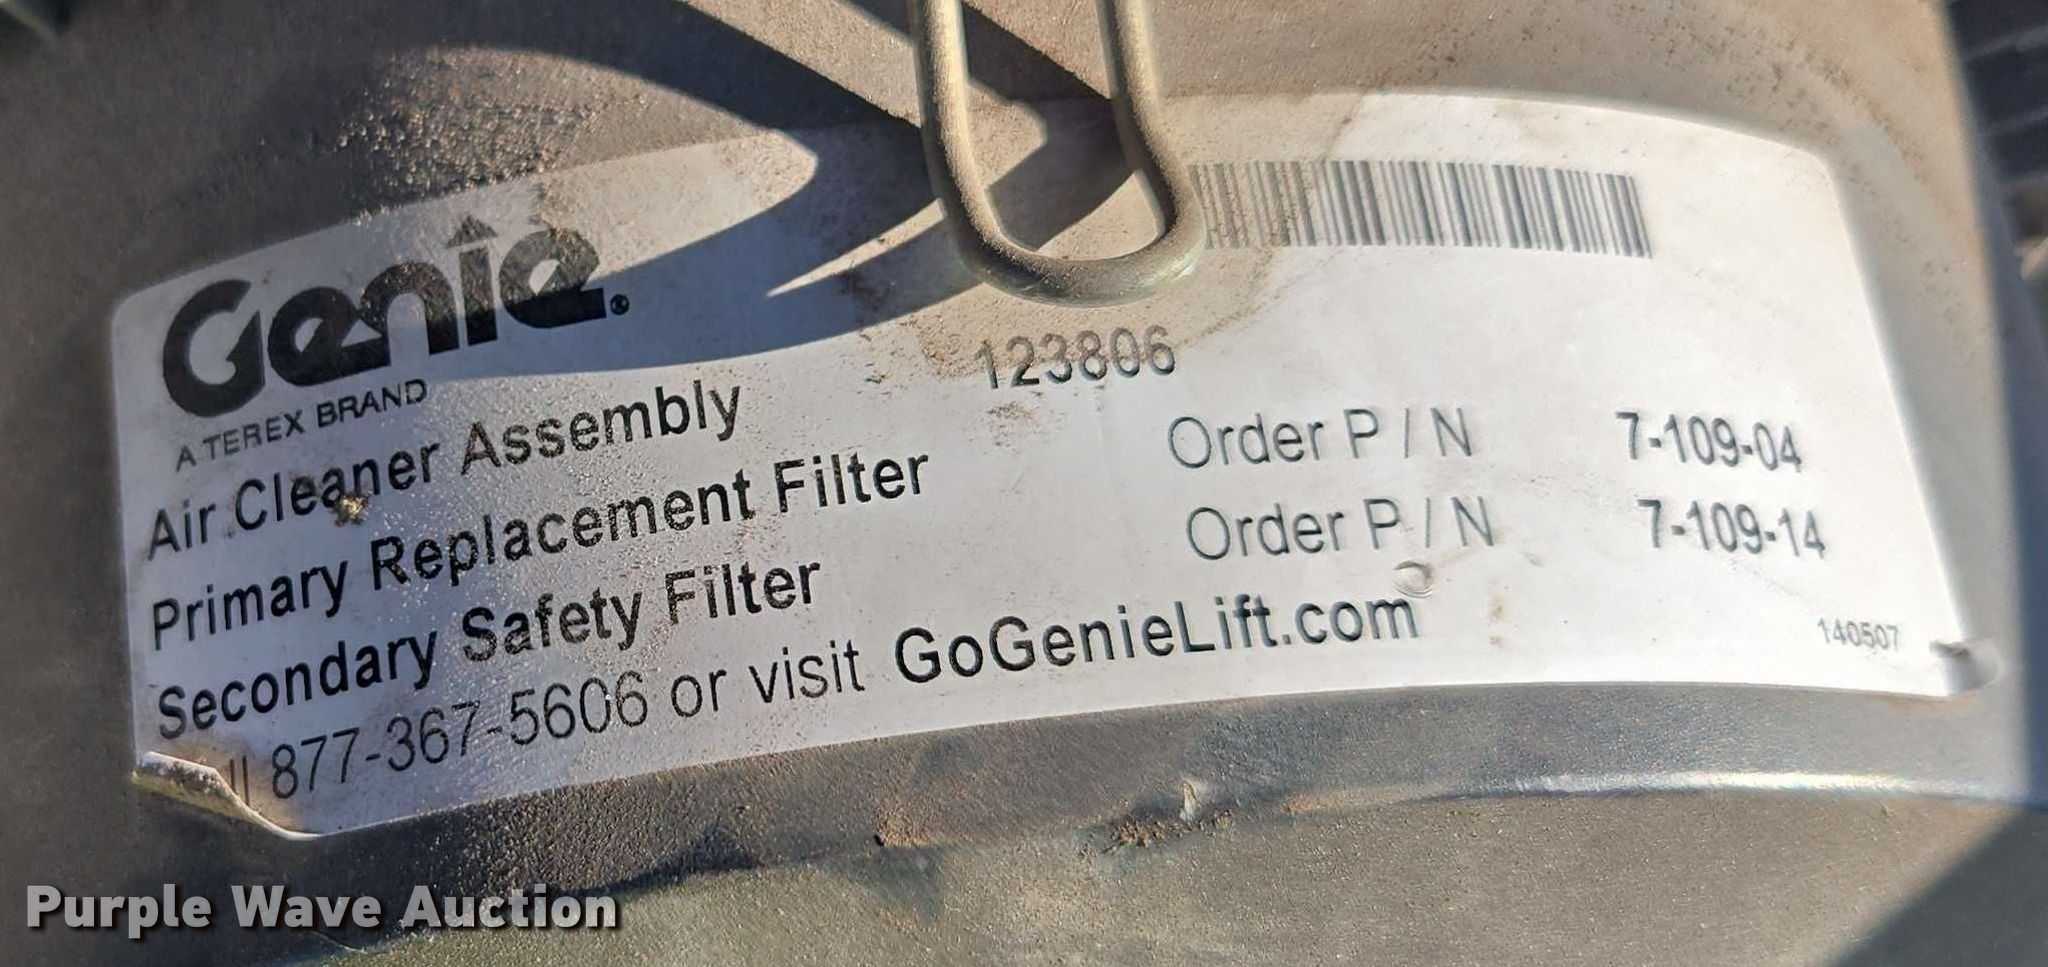 Genie
A TEREX BRAND
Air Cleaner Assembly 123806
Primary Replacement Filter Order P / N 7-109-04
Secondary Safety Filter Order P / N 7-109-14
877-367-5606 or visit GoGenieLift.com
140507
Purple Wave Auction